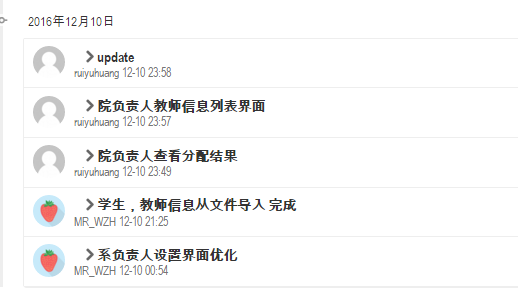 2016年12月10日
update
ruiyuhuang 12-10 23:58
院负责人教师信息列表界面
ruiyuhuang 12-10 23:57
院负责人查看分配结果
ruiyuhuang 12-10 23:49
学生，教师信息从文件导入 完成
MR_WZH 12-10 21:25
系负责人设置界面优化
MR_WZH 12-10 00:54